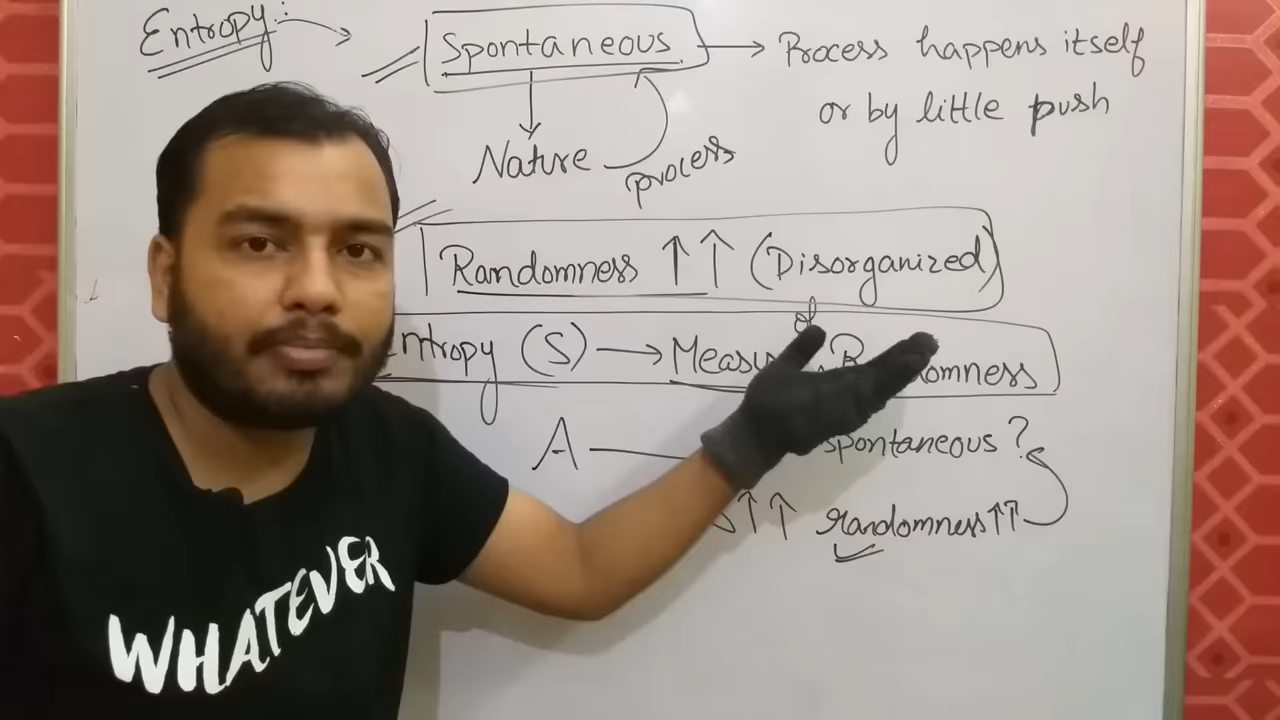 Entropy :-
Spontaneous → Process happens itself
or by little push
Nature
process
Randomness ↑↑ (Disorganized)
of
ntropy (S) → Measu R omness
A spontaneous ?
S↑↑ randomness↑↑
WHATEVER